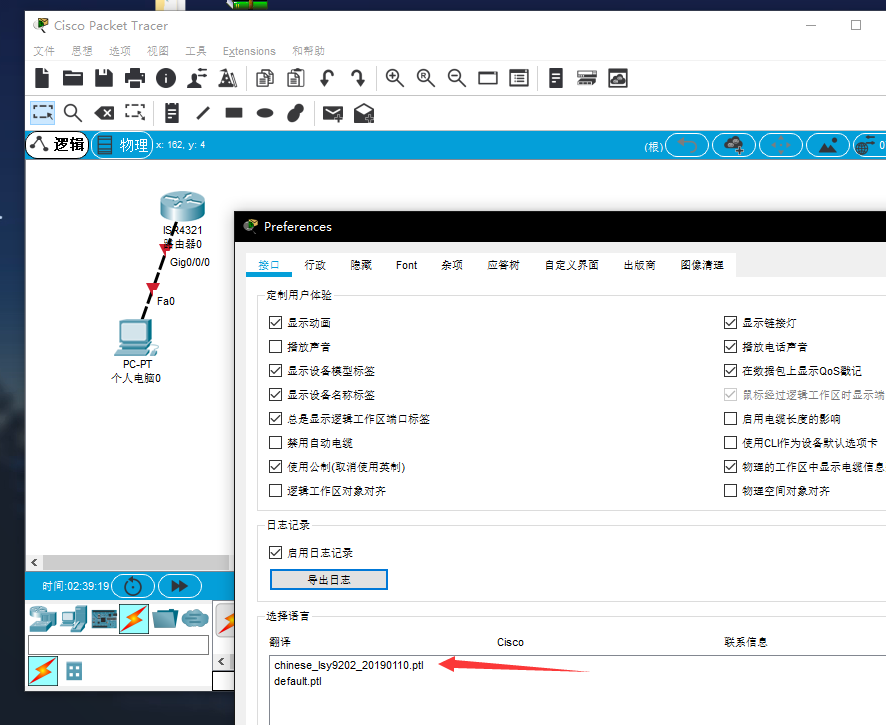 Cisco Packet Tracer
文件 思想 选项 视图 工具 Extensions 和帮助
逻辑 物理 x: 162, y: 4 (根)
ISR4321
路由器0
Gig0/0/0
Fa0
PC-PT
个人电脑0
时间:02:39:19
Preferences
接口 行政 隐藏 Font 杂项 应答树 自定义界面 出版商 图像清理
定制用户体验
显示动画 显示链接灯
播放声音 播放电话声音
显示设备模型标签 在数据包上显示QoS戳记
显示设备名称标签 鼠标经过逻辑工作区时显示端
总是显示逻辑工作区端口标签 启用电缆长度的影响
禁用自动电缆 使用CLI作为设备默认选项卡
使用公制(取消使用英制) 物理的工作区中显示电缆信息
逻辑工作区对象对齐 物理空间对象对齐
日志记录
启用日志记录
导出日志
选择语言
翻译 Cisco 联系信息
chinese_lsy9202_20190110.ptl
default.ptl